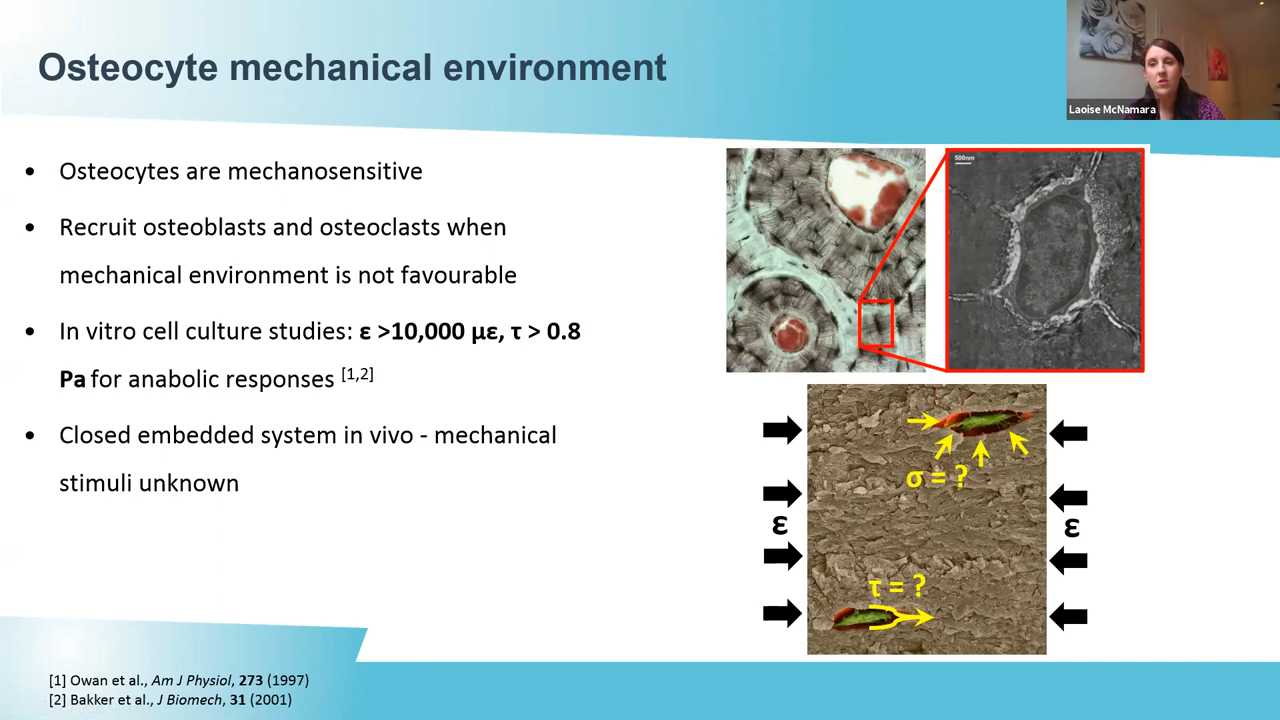 Osteocyte mechanical environment
Laoise McNamara
• Osteocytes are mechanosensitive
• Recruit osteoblasts and osteoclasts when
mechanical environment is not favourable
• In vitro cell culture studies: ε >10,000 με, τ > 0.8
Pa for anabolic responses [1,2]
• Closed embedded system in vivo - mechanical
stimuli unknown
500nm
σ = ?
ε
ε
τ = ?
[1] Owan et al., Am J Physiol, 273 (1997)
[2] Bakker et al., J Biomech, 31 (2001)